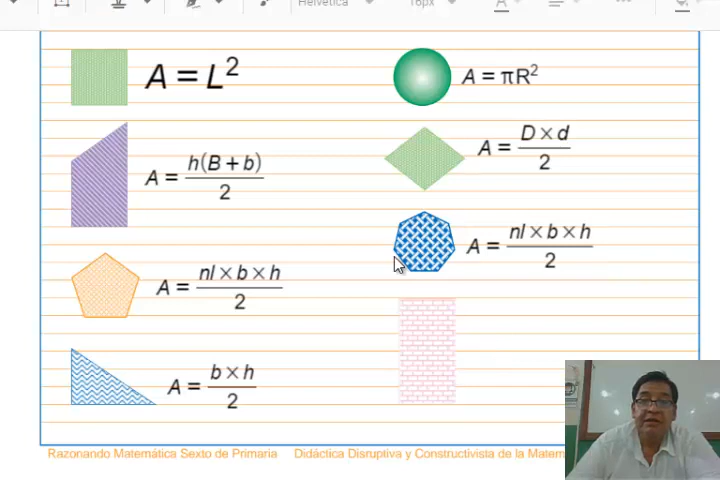 Helvetica 16px A
A = L²
A = πR²
A = D × d / 2
A = h(B + b) / 2
A = nl × b × h / 2
A = nl × b × h / 2
A = b × h / 2
Razonando Matemática Sexto de Primaria Didáctica Disruptiva y Constructivista de la